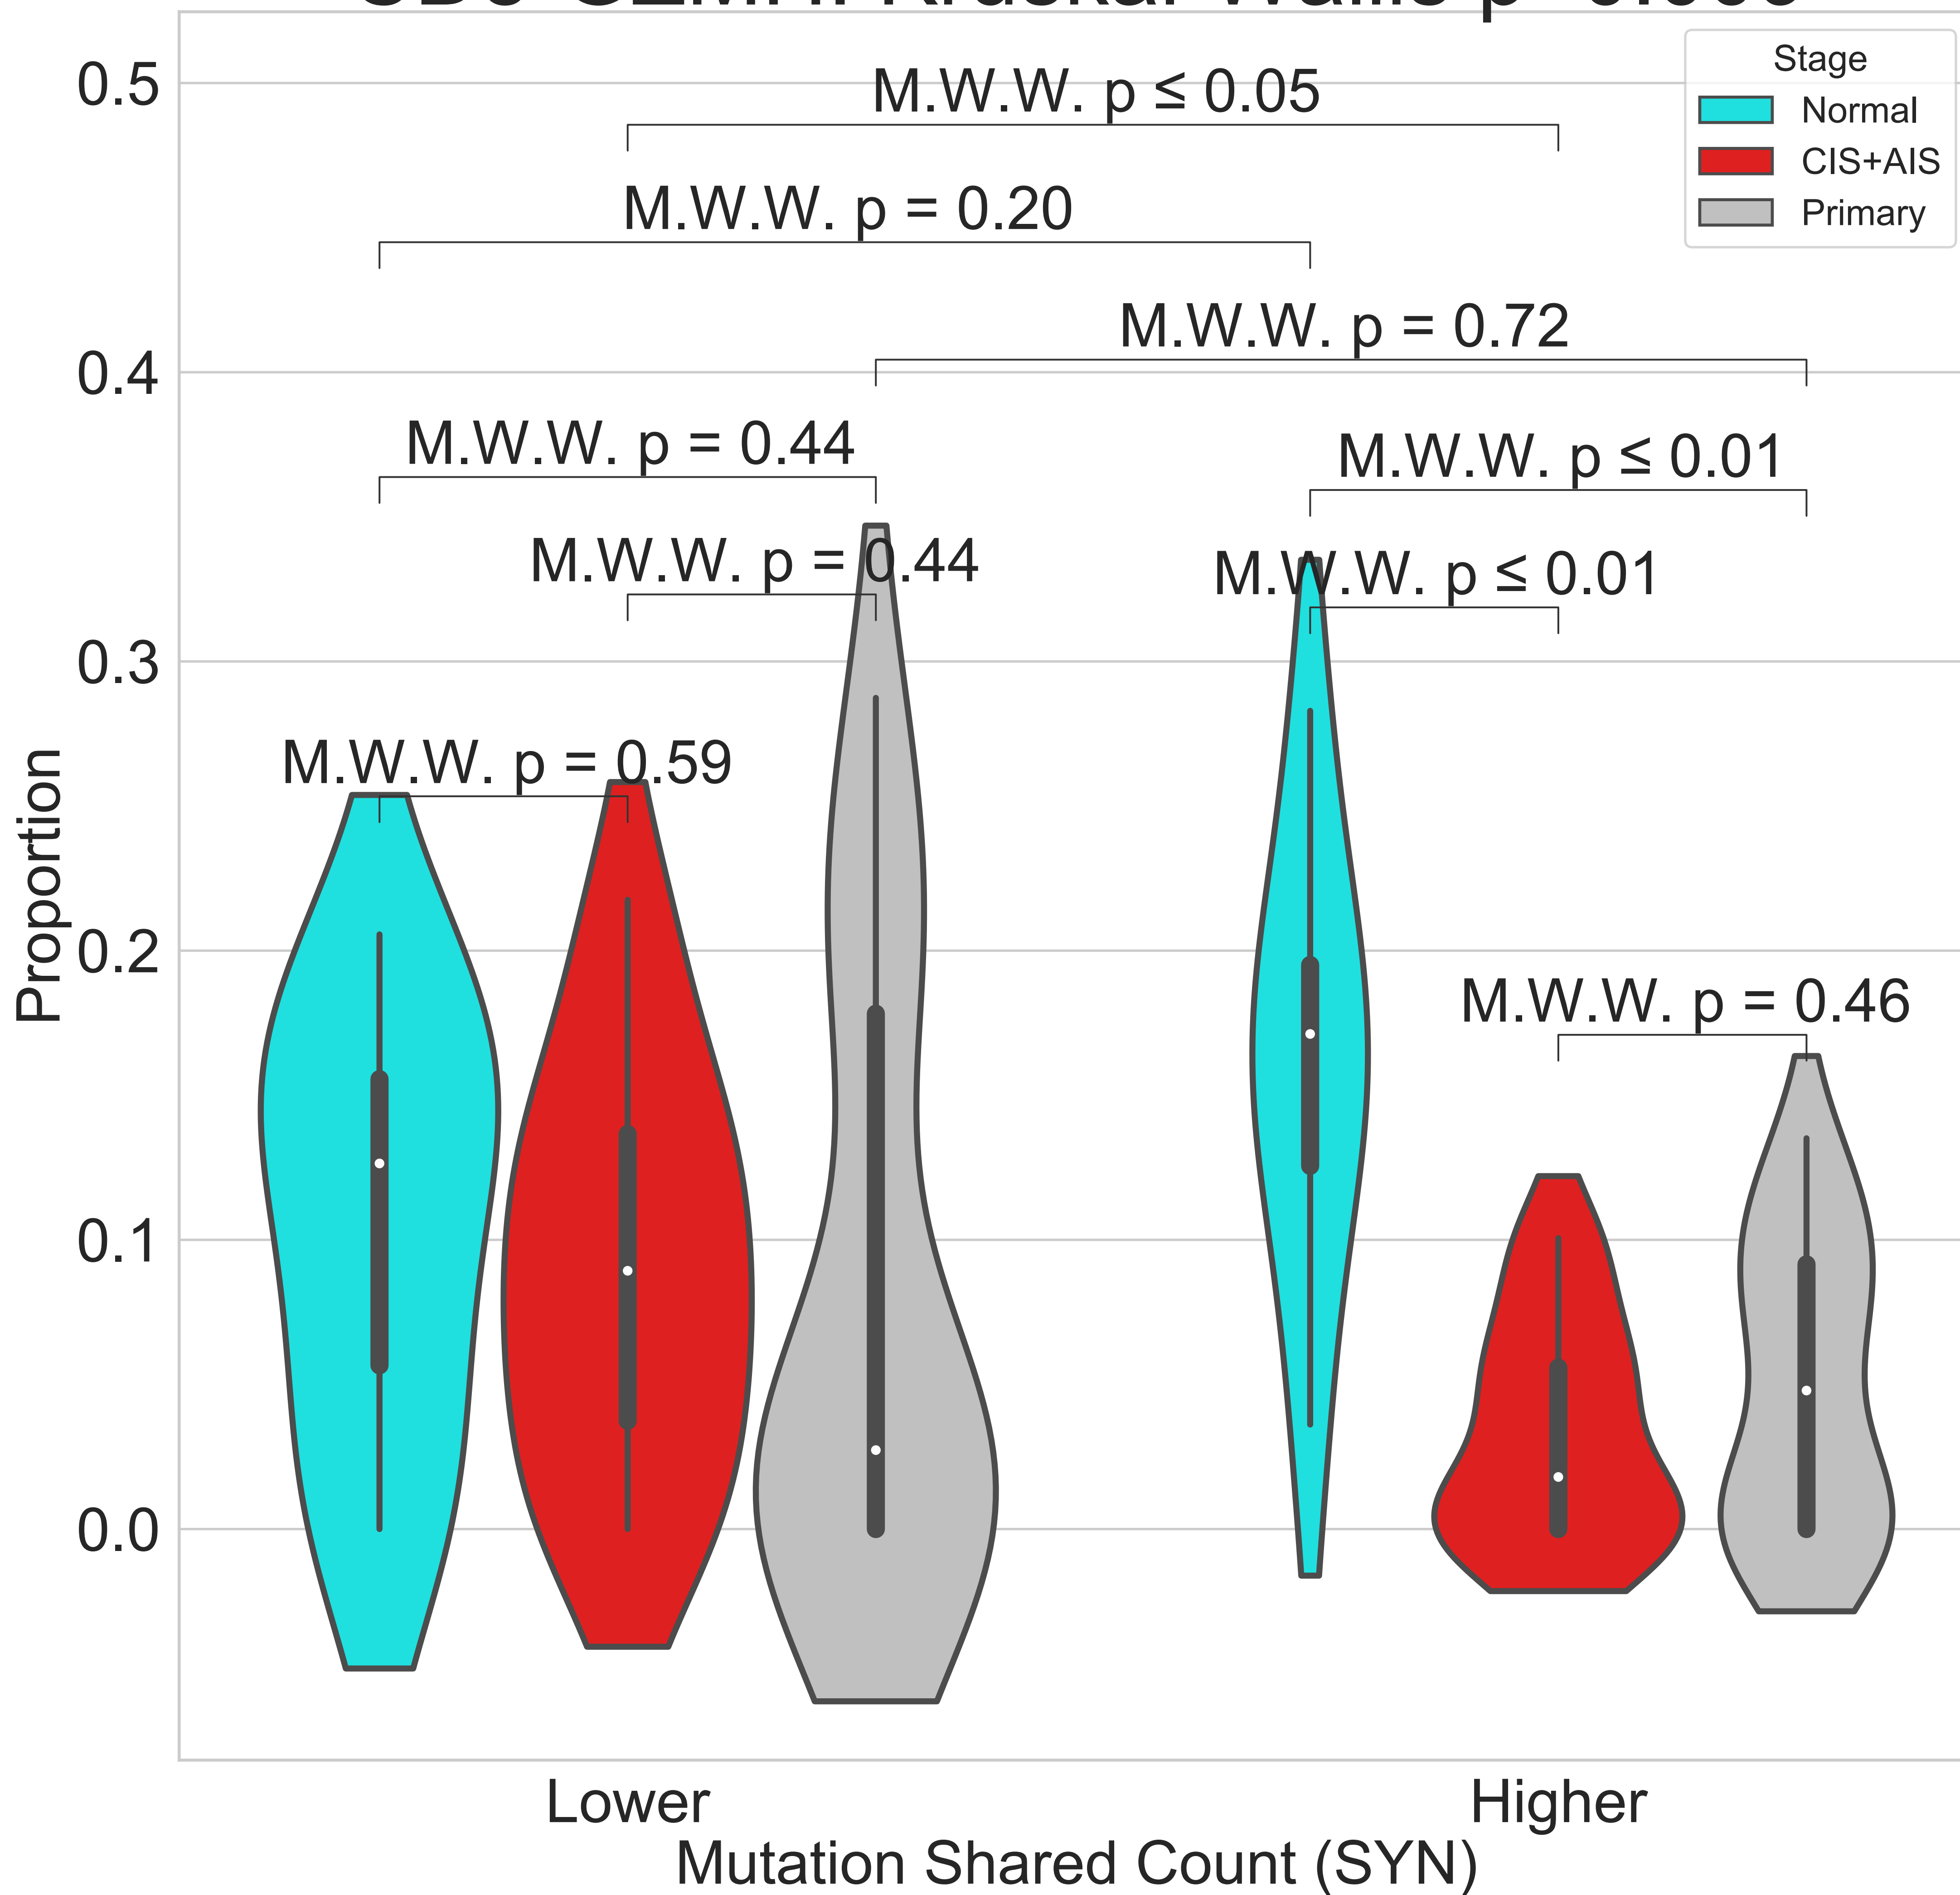 Stage
Normal
CIS+AIS
Primary
M.W.W. p ≤ 0.05
M.W.W. p = 0.20
M.W.W. p = 0.72
M.W.W. p = 0.44
M.W.W. p ≤ 0.01
M.W.W. p = 0.44
M.W.W. p ≤ 0.01
M.W.W. p = 0.59
M.W.W. p = 0.46
0.5
0.4
0.3
0.2
0.1
0.0
Proportion
Lower
Higher
Mutation Shared Count (SYN)